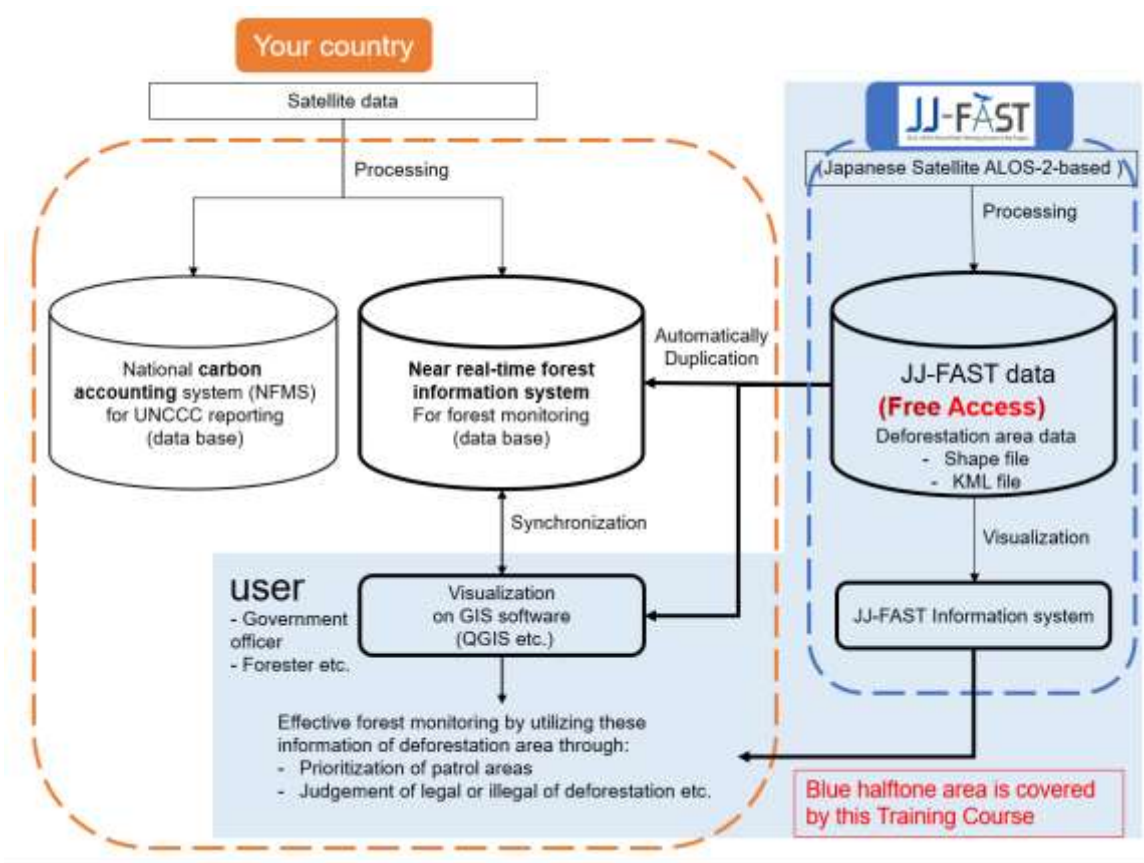 Your country
Satellite data
Processing
National carbon
accounting system (NFMS)
for UNCCC reporting
(data base)
Near real-time forest
information system
For forest monitoring
(data base)
Automatically
Duplication
Synchronization
user
- Government
officer
- Forester etc.
Visualization
on GIS software
(QGIS etc.)
Effective forest monitoring by utilizing these
information of deforestation area through:
- Prioritization of patrol areas
- Judgement of legal or illegal of deforestation etc.
JJ-FAST
(Japanese Satellite ALOS-2-based )
Processing
JJ-FAST data
(Free Access)
Deforestation area data
- Shape file
- KML file
Visualization
JJ-FAST Information system
Blue halftone area is covered
by this Training Course